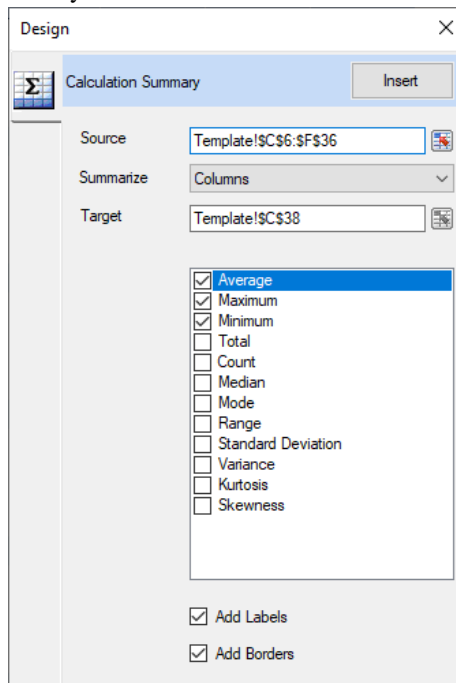 Design
Σ Calculation Summary Insert
Source Template!$C$6:$F$36
Summarize Columns
Target Template!$C$38
Average
Maximum
Minimum
Total
Count
Median
Mode
Range
Standard Deviation
Variance
Kurtosis
Skewness
Add Labels
Add Borders